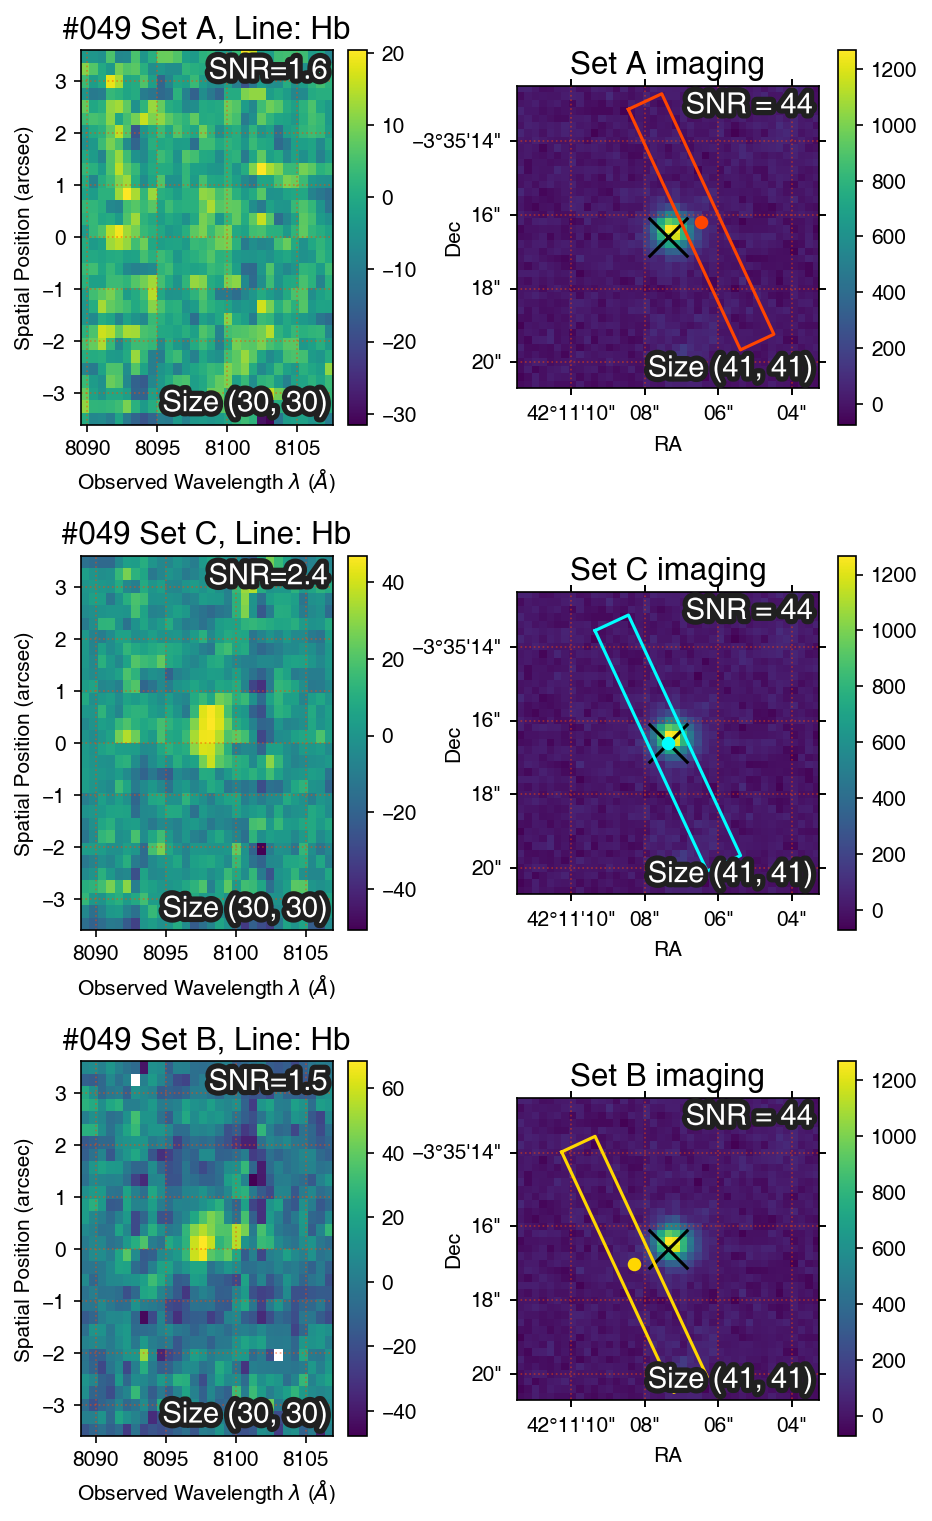 #049 Set A, Line: Hb
SNR=1.6
Size (30, 30)
3
2
1
0
−1
−2
−3
Spatial Position (arcsec)
8090 8095 8100 8105
Observed Wavelength λ (Å)
20
10
0
−10
−20
−30
Set A imaging
SNR = 44
Size (41, 41)
−3°35'14"
16"
18"
20"
Dec
42°11'10" 08" 06" 04"
RA
1200
1000
800
600
400
200
0
#049 Set C, Line: Hb
SNR=2.4
Size (30, 30)
3
2
1
0
−1
−2
−3
Spatial Position (arcsec)
8090 8095 8100 8105
Observed Wavelength λ (Å)
40
20
0
−20
−40
Set C imaging
SNR = 44
Size (41, 41)
−3°35'14"
16"
18"
20"
Dec
42°11'10" 08" 06" 04"
RA
1200
1000
800
600
400
200
0
#049 Set B, Line: Hb
SNR=1.5
Size (30, 30)
3
2
1
0
−1
−2
−3
Spatial Position (arcsec)
8090 8095 8100 8105
Observed Wavelength λ (Å)
60
40
20
0
−20
−40
Set B imaging
SNR = 44
Size (41, 41)
−3°35'14"
16"
18"
20"
Dec
42°11'10" 08" 06" 04"
RA
1200
1000
800
600
400
200
0